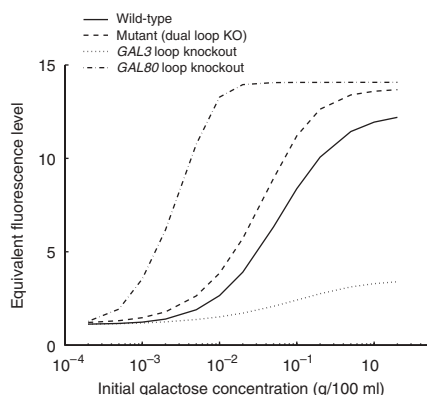 Wild-type
Mutant (dual loop KO)
GAL3 loop knockout
GAL80 loop knockout
15
10
5
0
Equivalent fluorescence level
10⁻⁴
10⁻³
10⁻²
10⁻¹
10
Initial galactose concentration (g/100 ml)